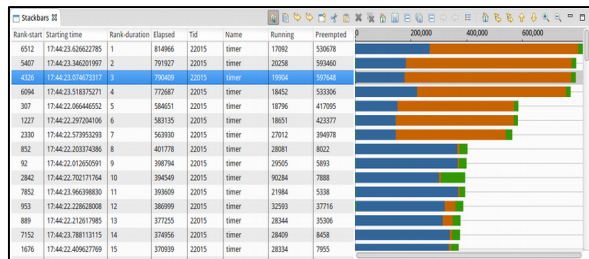 Stackbars
Rank-start Starting time Rank-duration Elapsed Tid Name Running Preempted 0 200,000 400,000 600,000
6512 17:44:23.626622785 1 814966 22015 timer 17092 530678
5407 17:44:23.346201997 2 791927 22015 timer 20258 593460
4326 17:44:23.074673317 3 790409 22015 timer 19904 597648
6094 17:44:23.518375271 4 772687 22015 timer 18452 533306
307 17:44:22.066446552 5 584651 22015 timer 18796 417095
1227 17:44:22.297204106 6 583135 22015 timer 18651 423377
2330 17:44:22.573953293 7 563930 22015 timer 27012 394978
852 17:44:22.203374386 8 401778 22015 timer 28081 8022
92 17:44:22.012650591 9 398794 22015 timer 29505 5893
2842 17:44:22.702171764 10 394549 22015 timer 90284 7888
7852 17:44:23.966398830 11 393609 22015 timer 21984 5338
953 17:44:22.228628008 12 386999 22015 timer 32593 37716
889 17:44:22.212617985 13 377255 22015 timer 28344 35306
7152 17:44:23.788113115 14 374956 22015 timer 28409 8458
1676 17:44:22.409627769 15 370939 22015 timer 28334 7955